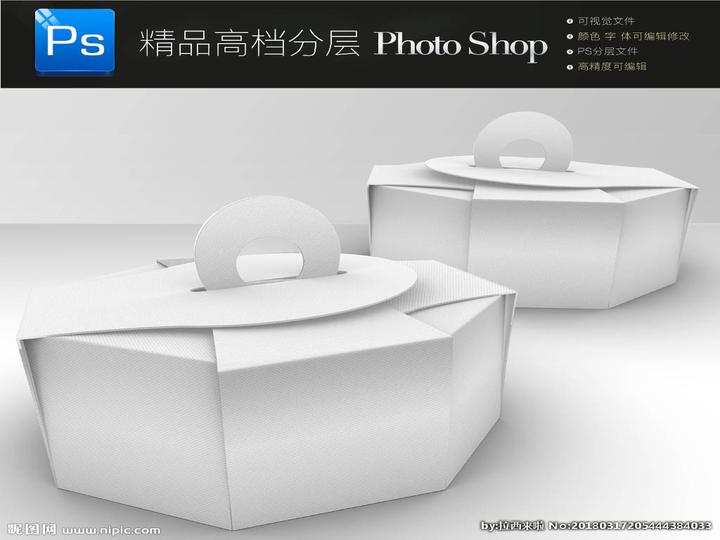 Ps 精品高档分层 Photo Shop
可视觉文件
颜色 字 体可编辑修改
PS分层文件
高精度可编辑
昵图网 www.nipic.com
by:拉西来啦 No:20180317205444384033